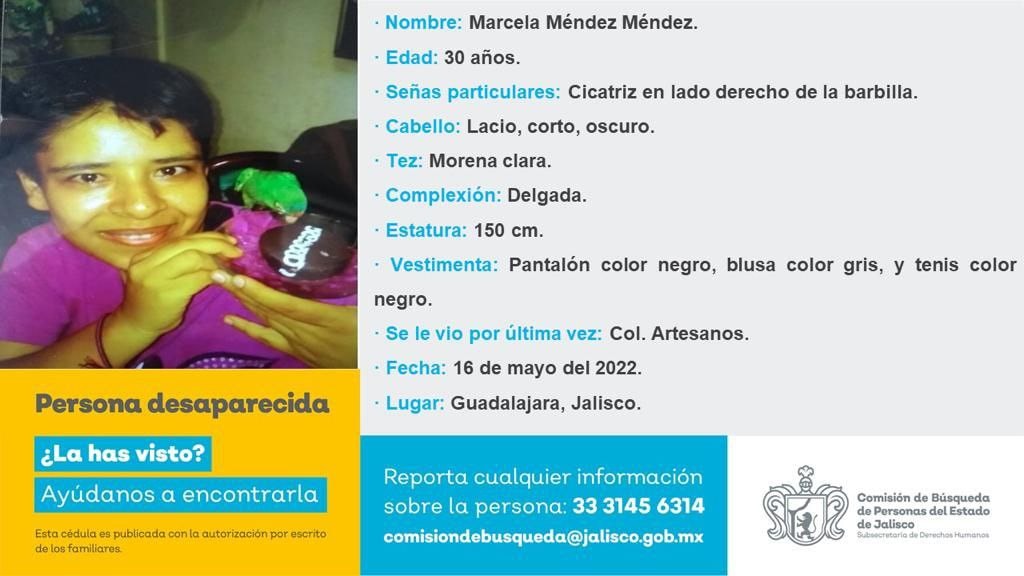 · Nombre: Marcela Méndez Méndez.
· Edad: 30 años.
· Señas particulares: Cicatriz en lado derecho de la barbilla.
· Cabello: Lacio, corto, oscuro.
· Tez: Morena clara.
· Complexión: Delgada.
· Estatura: 150 cm.
· Vestimenta: Pantalón color negro, blusa color gris, y tenis color
negro.
· Se le vio por última vez: Col. Artesanos.
· Fecha: 16 de mayo del 2022.
· Lugar: Guadalajara, Jalisco.
Persona desaparecida
¿La has visto?
Ayúdanos a encontrarla
Esta cédula es publicada con la autorización por escrito
de los familiares.
Reporta cualquier información
sobre la persona: 33 3145 6314
comisiondebusqueda@jalisco.gob.mx
Comisión de Búsqueda
de Personas del Estado
de Jalisco
Subsecretaría de Derechos Humanos